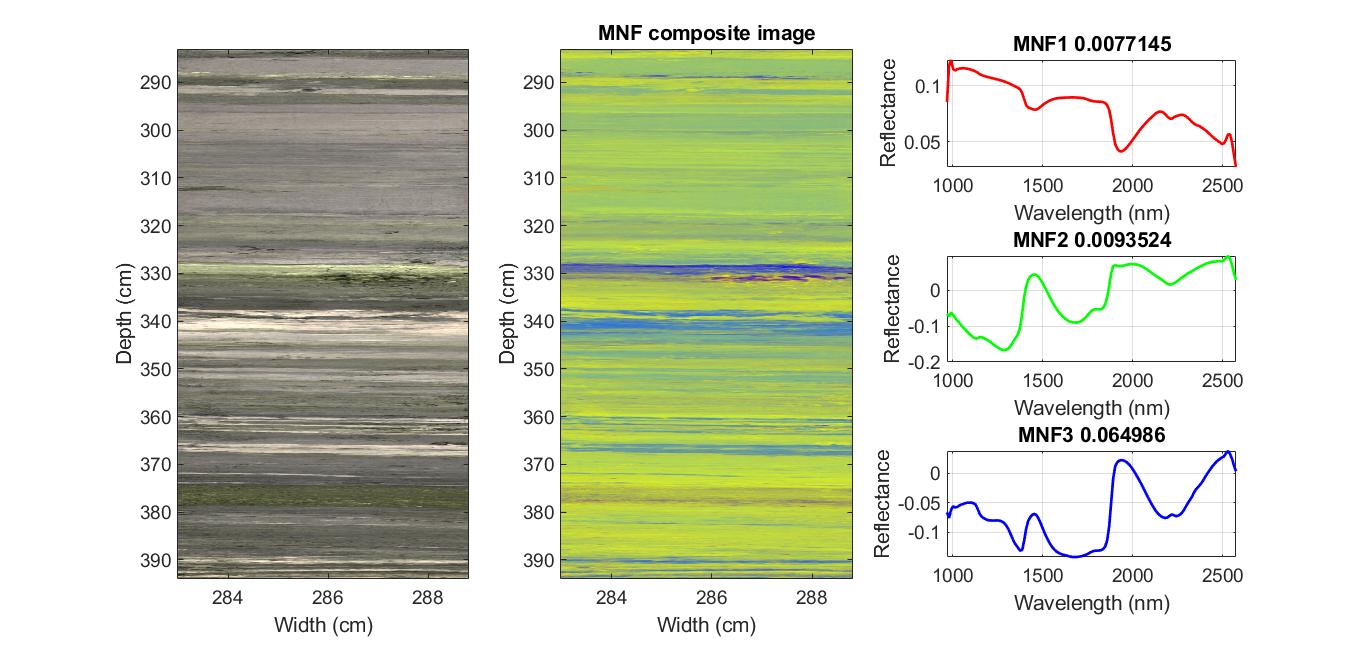 290
300
310
320
330
340
350
360
370
380
390
Depth (cm)
284 286 288
Width (cm)
MNF composite image
290
300
310
320
330
340
350
360
370
380
390
Depth (cm)
284 286 288
Width (cm)
MNF1 0.0077145
0.1
0.05
Reflectance
1000 1500 2000 2500
Wavelength (nm)
MNF2 0.0093524
0
-0.1
-0.2
Reflectance
1000 1500 2000 2500
Wavelength (nm)
MNF3 0.064986
0
-0.05
-0.1
Reflectance
1000 1500 2000 2500
Wavelength (nm)